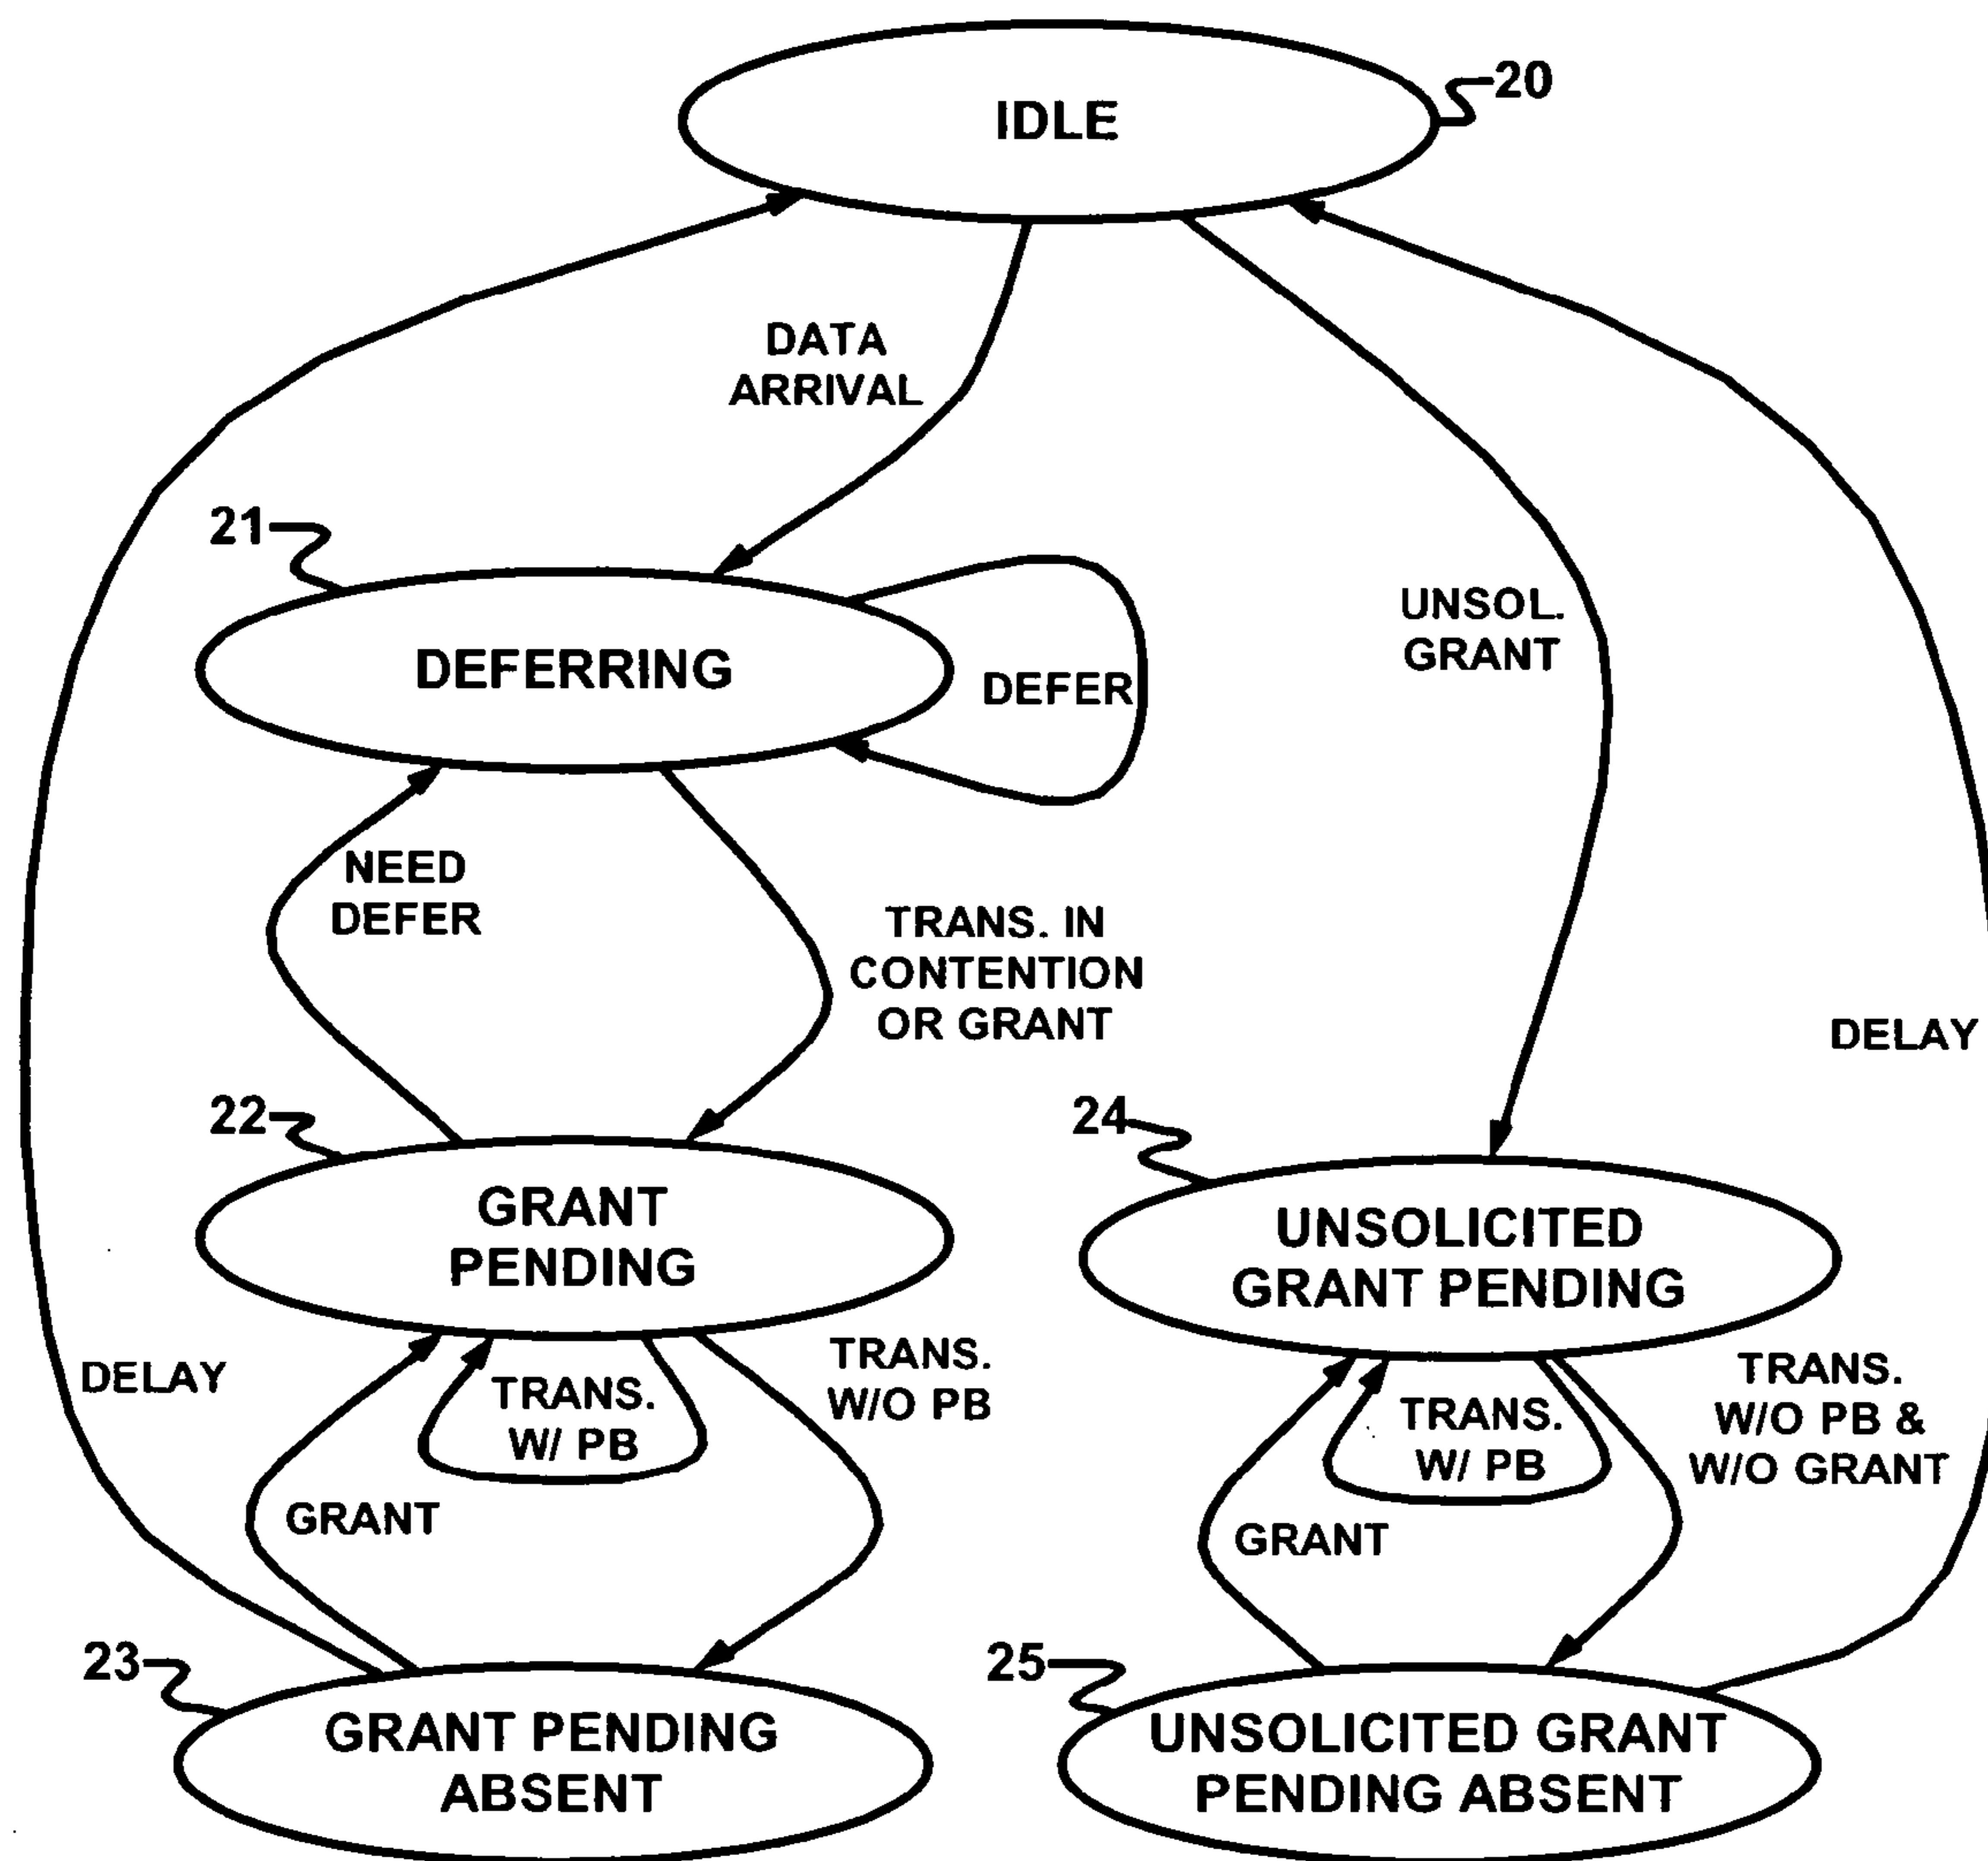 IDLE
20
DATA
ARRIVAL
21
UNSOL.
GRANT
DEFERRING
DEFER
NEED
DEFER
TRANS. IN
CONTENTION
OR GRANT
DELAY
22
24
GRANT
PENDING
UNSOLICITED
GRANT PENDING
DELAY
TRANS.
W/ PB
TRANS.
W/O PB
GRANT
TRANS.
W/ PB
TRANS.
W/O PB &
W/O GRANT
GRANT
23
25
GRANT PENDING
ABSENT
UNSOLICITED GRANT
PENDING ABSENT